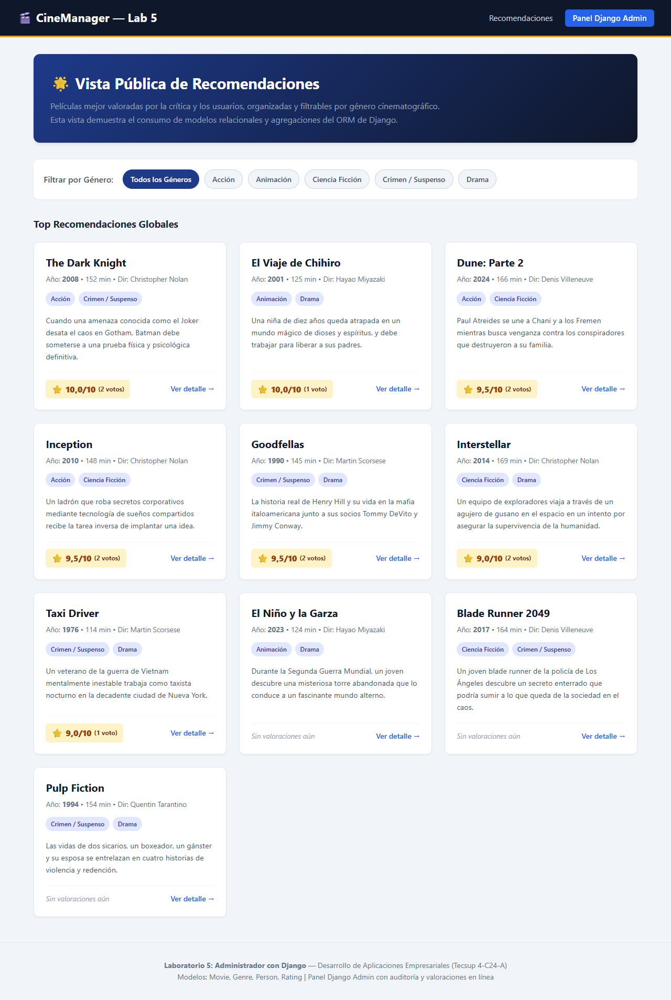 CineManager — Lab 5
Recomendaciones
Panel Django Admin
Vista Pública de Recomendaciones
Películas mejor valoradas por la crítica y los usuarios, organizadas y filtrables por género cinematográfico.
Esta vista demuestra el consumo de modelos relacionales y agregaciones del ORM de Django.
Filtrar por Género:
Todos los Géneros
Acción
Animación
Ciencia Ficción
Crimen / Suspenso
Drama
Top Recomendaciones Globales
The Dark Knight
Año: 2008 • 152 min • Dir: Christopher Nolan
Acción
Crimen / Suspenso
Cuando una amenaza conocida como el Joker
desata el caos en Gotham, Batman debe
someterse a una prueba física y psicológica
definitiva.
10,0/10 (2 votos)
Ver detalle →
El Viaje de Chihiro
Año: 2001 • 125 min • Dir: Hayao Miyazaki
Animación
Drama
Una niña de diez años queda atrapada en un
mundo mágico de dioses y espíritus, y debe
trabajar para liberar a sus padres.
10,0/10 (1 voto)
Ver detalle →
Dune: Parte 2
Año: 2024 • 166 min • Dir: Denis Villeneuve
Acción
Ciencia Ficción
Paul Atreides se une a Chani y a los Fremen
mientras busca venganza contra los conspiradores
que destruyeron a su familia.
9,5/10 (2 votos)
Ver detalle →
Inception
Año: 2010 • 148 min • Dir: Christopher Nolan
Acción
Ciencia Ficción
Un ladrón que roba secretos corporativos
mediante tecnología de sueños compartidos
recibe la tarea inversa de implantar una idea.
9,5/10 (2 votos)
Ver detalle →
Goodfellas
Año: 1990 • 145 min • Dir: Martin Scorsese
Crimen / Suspenso
Drama
La historia real de Henry Hill y su vida en la mafia
italoamericana junto a sus socios Tommy DeVito y
Jimmy Conway.
9,5/10 (2 votos)
Ver detalle →
Interstellar
Año: 2014 • 169 min • Dir: Christopher Nolan
Ciencia Ficción
Drama
Un equipo de exploradores viaja a través de un
agujero de gusano en el espacio en un intento por
asegurar la supervivencia de la humanidad.
9,0/10 (2 votos)
Ver detalle →
Taxi Driver
Año: 1976 • 114 min • Dir: Martin Scorsese
Crimen / Suspenso
Drama
Un veterano de la guerra de Vietnam
mentalmente inestable trabaja como taxista
nocturno en la decadente ciudad de Nueva York.
9,0/10 (1 voto)
Ver detalle →
El Niño y la Garza
Año: 2023 • 124 min • Dir: Hayao Miyazaki
Animación
Drama
Durante la Segunda Guerra Mundial, un joven
descubre una misteriosa torre abandonada que lo
conduce a un fascinante mundo alterno.
Sin valoraciones aún
Ver detalle →
Blade Runner 2049
Año: 2017 • 164 min • Dir: Denis Villeneuve
Ciencia Ficción
Crimen / Suspenso
Un joven blade runner de la policía de Los
Ángeles descubre un secreto enterrado que
podría sumir a lo que queda de la sociedad en el
caos.
Sin valoraciones aún
Ver detalle →
Pulp Fiction
Año: 1994 • 154 min • Dir: Quentin Tarantino
Crimen / Suspenso
Drama
Las vidas de dos sicarios, un boxeador, un gánster
y su esposa se entrelazan en cuatro historias de
violencia y redención.
Sin valoraciones aún
Ver detalle →
Laboratorio 5: Administrador con Django — Desarrollo de Aplicaciones Empresariales (Tecsup 4-C24-A)
Modelos: Movie, Genre, Person, Rating | Panel Django Admin con auditoría y valoraciones en línea